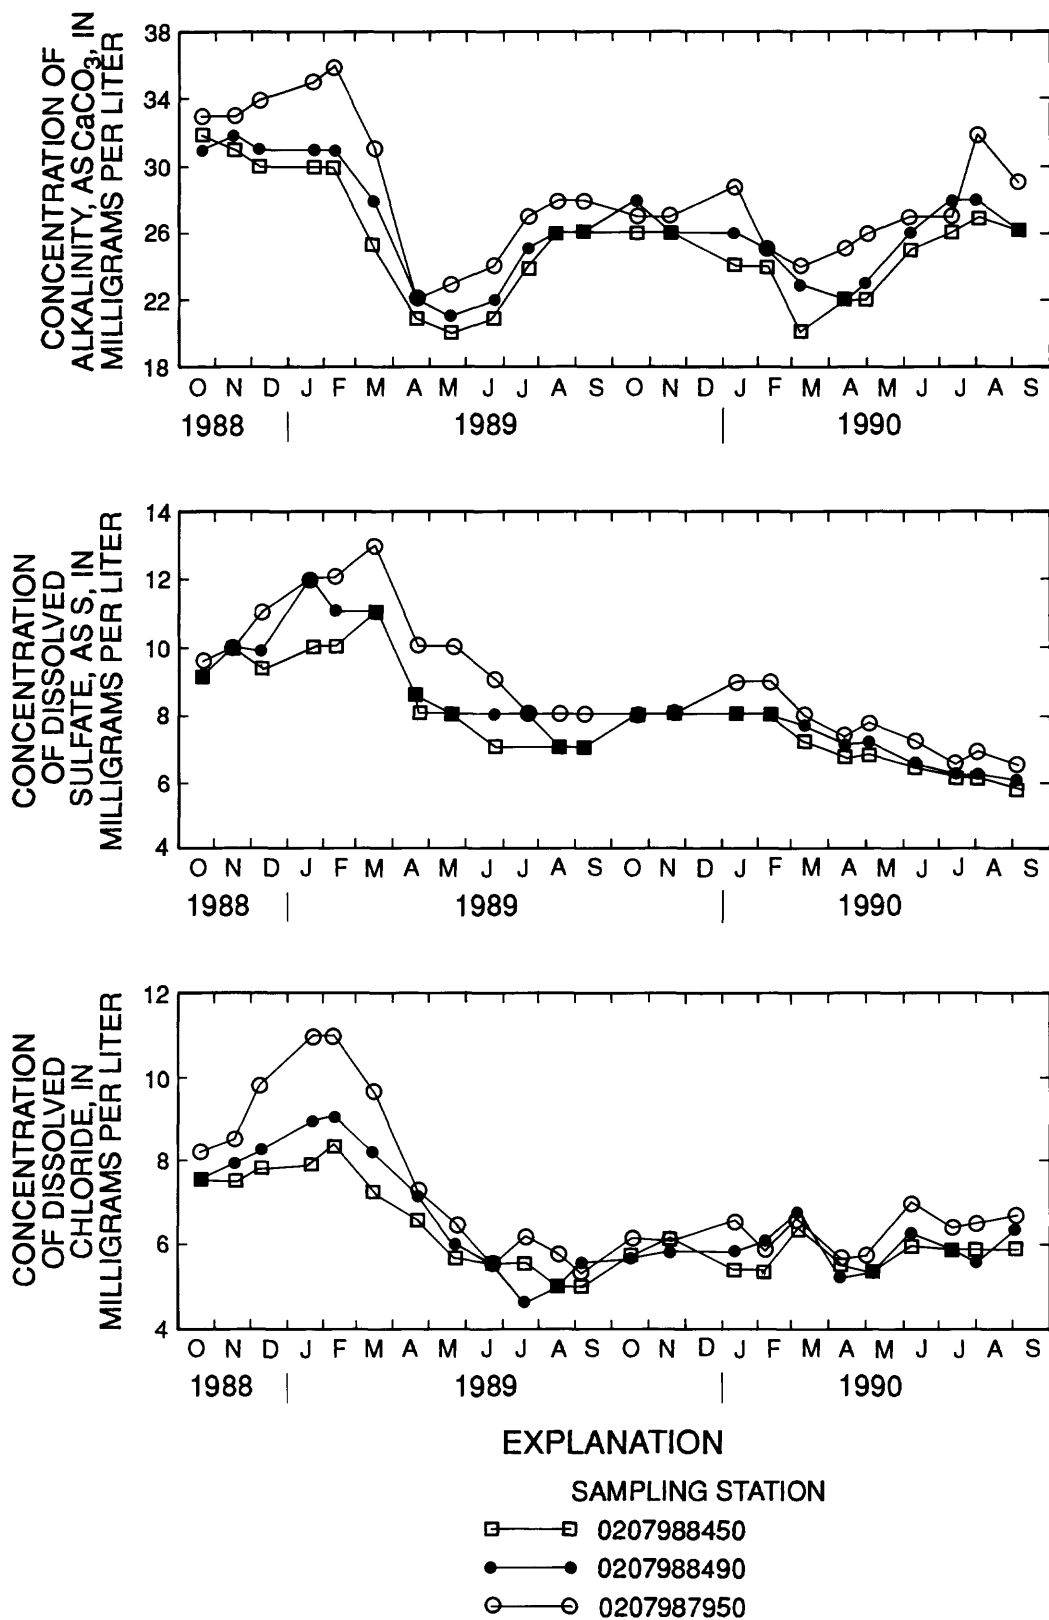 CONCENTRATION OF
ALKALINITY, AS CaCO3, IN
MILLIGRAMS PER LITER
38
34
30
26
22
18
O N D J F M A M J J A S O N D J F M A M J J A S
1988 1989 1990
CONCENTRATION
OF DISSOLVED
SULFATE, AS S, IN
MILLIGRAMS PER LITER
14
12
10
8
6
4
O N D J F M A M J J A S O N D J F M A M J J A S
1988 1989 1990
CONCENTRATION
OF DISSOLVED
CHLORIDE, IN
MILLIGRAMS PER LITER
12
10
8
6
4
O N D J F M A M J J A S O N D J F M A M J J A S
1988 1989 1990
EXPLANATION
SAMPLING STATION
0207988450
0207988490
0207987950